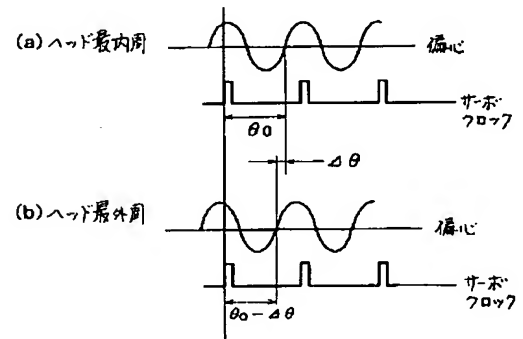 (a) ヘッド最内周
偏心
サーボ
クロック
θ0
Δθ
(b) ヘッド最外周
偏心
サーボ
クロック
θ0-Δθ